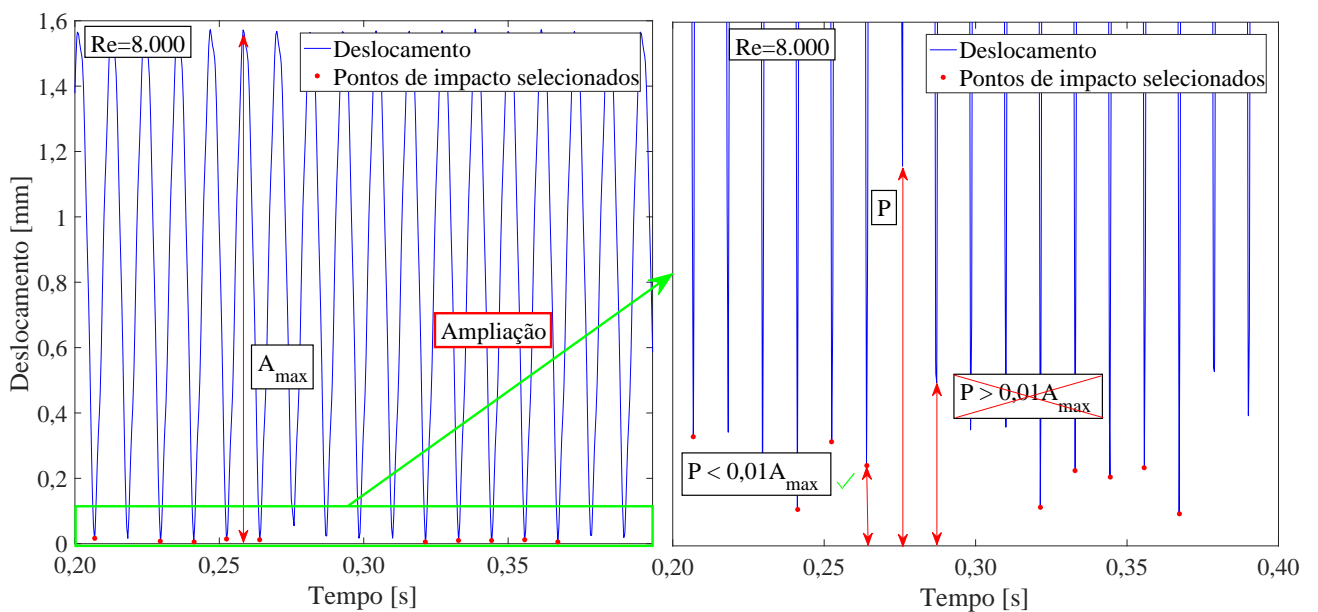 Re=8.000
Deslocamento
Pontos de impacto selecionados
1,6
1,4
1,2
1
0,8
0,6
0,4
0,2
0
Deslocamento [mm]
A_max
Ampliação
0,20
0,25
0,30
0,35
Tempo [s]
Re=8.000
Deslocamento
Pontos de impacto selecionados
P
P > 0,01A_max
P < 0,01A_max
0,20
0,25
0,30
0,35
0,40
Tempo [s]